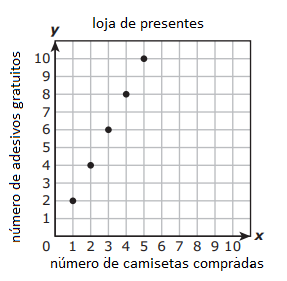 loja de presentes
y
número de adesivos gratuitos
10
9
8
7
6
5
4
3
2
1
0 1 2 3 4 5 6 7 8 9 10 x
número de camisetas compradas